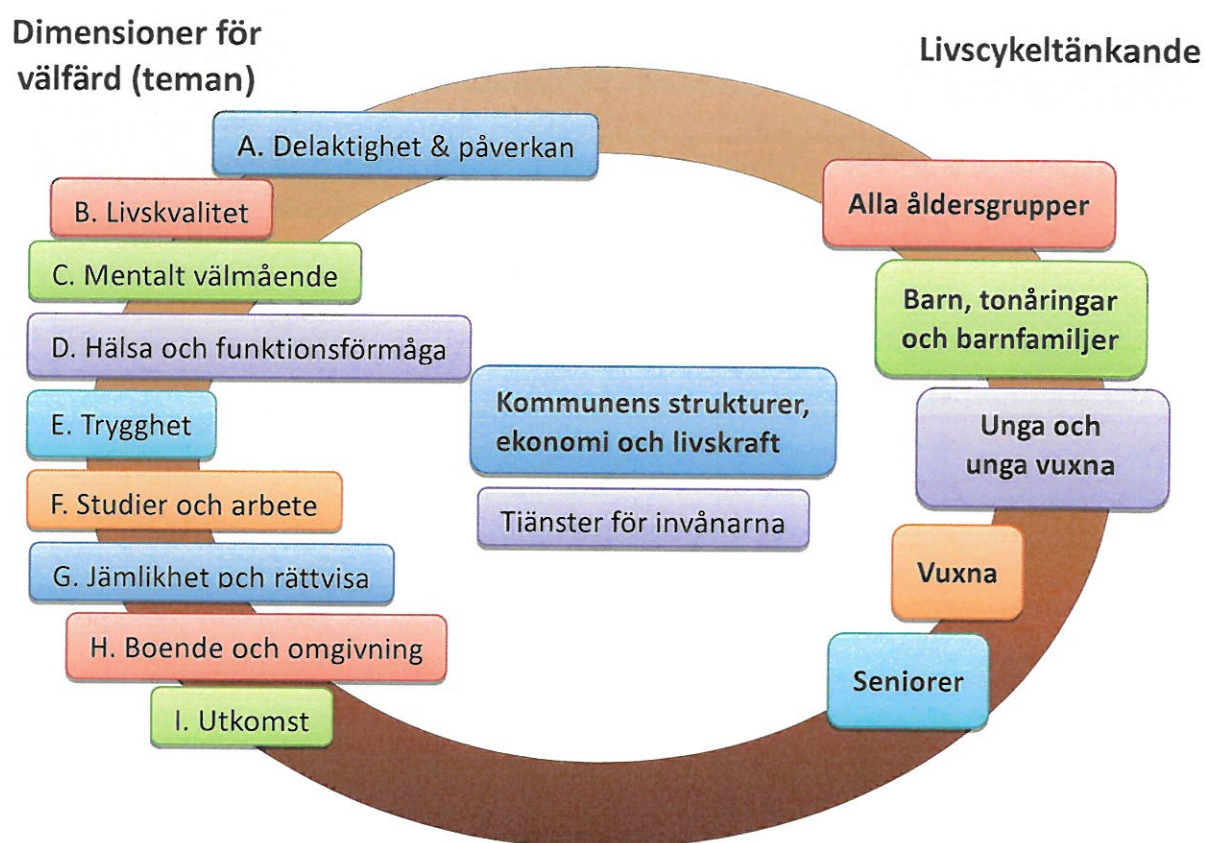 Dimensioner för
välfärd (teman)
Livscykeltänkande
A. Delaktighet & påverkan
B. Livskvalitet
C. Mentalt välmående
D. Hälsa och funktionsförmåga
E. Trygghet
F. Studier och arbete
G. Jämlikhet pch rättvisa
H. Boende och omgivning
I. Utkomst
Kommunens strukturer,
ekonomi och livskraft
Tiänster för invånarna
Alla åldersgrupper
Barn, tonåringar
och barnfamiljer
Unga och
unga vuxna
Vuxna
Seniorer